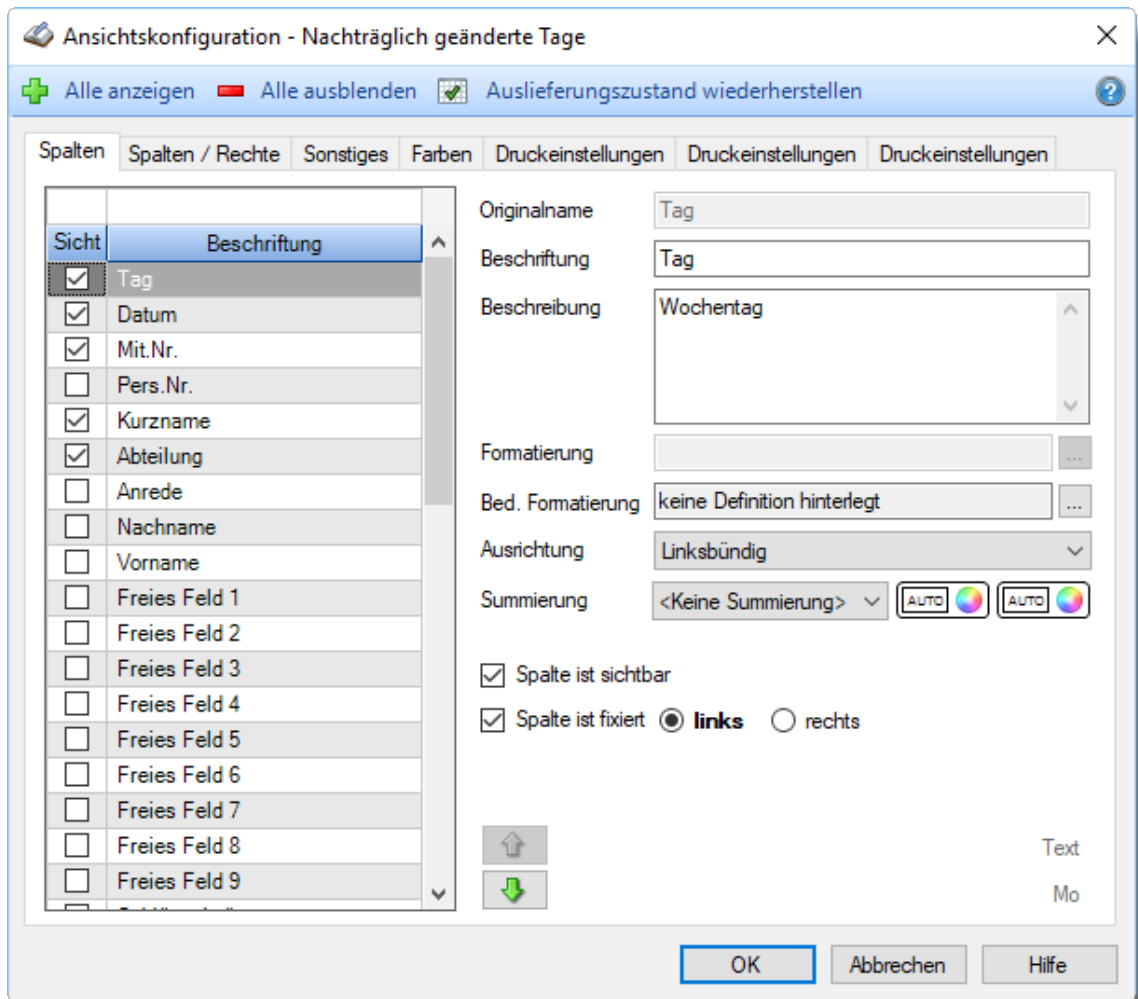 Ansichtskonfiguration - Nachträglich geänderte Tage
Alle anzeigen Alle ausblenden Auslieferungszustand wiederherstellen
Spalten Spalten / Rechte Sonstiges Farben Druckeinstellungen Druckeinstellungen Druckeinstellungen
Sicht Beschriftung
Tag
Datum
Mit.Nr.
Pers.Nr.
Kurzname
Abteilung
Anrede
Nachname
Vorname
Freies Feld 1
Freies Feld 2
Freies Feld 3
Freies Feld 4
Freies Feld 5
Freies Feld 6
Freies Feld 7
Freies Feld 8
Freies Feld 9
Originalname Tag
Beschriftung Tag
Beschreibung Wochentag
Formatierung ...
Bed. Formatierung keine Definition hinterlegt ...
Ausrichtung Linksbündig
Summierung <Keine Summierung> AUTO AUTO
Spalte ist sichtbar
Spalte ist fixiert links rechts
Text
Mo
OK Abbrechen Hilfe